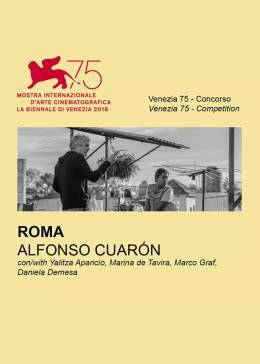 75
MOSTRA INTERNAZIONALE
D'ARTE CINEMATOGRAFICA
LA BIENNALE DI VENEZIA 2018
Venezia 75 - Concorso
Venezia 75 - Competition
ROMA
ALFONSO CUARÓN
con/with Yalitza Aparicio, Marina de Tavira, Marco Graf,
Daniela Demesa